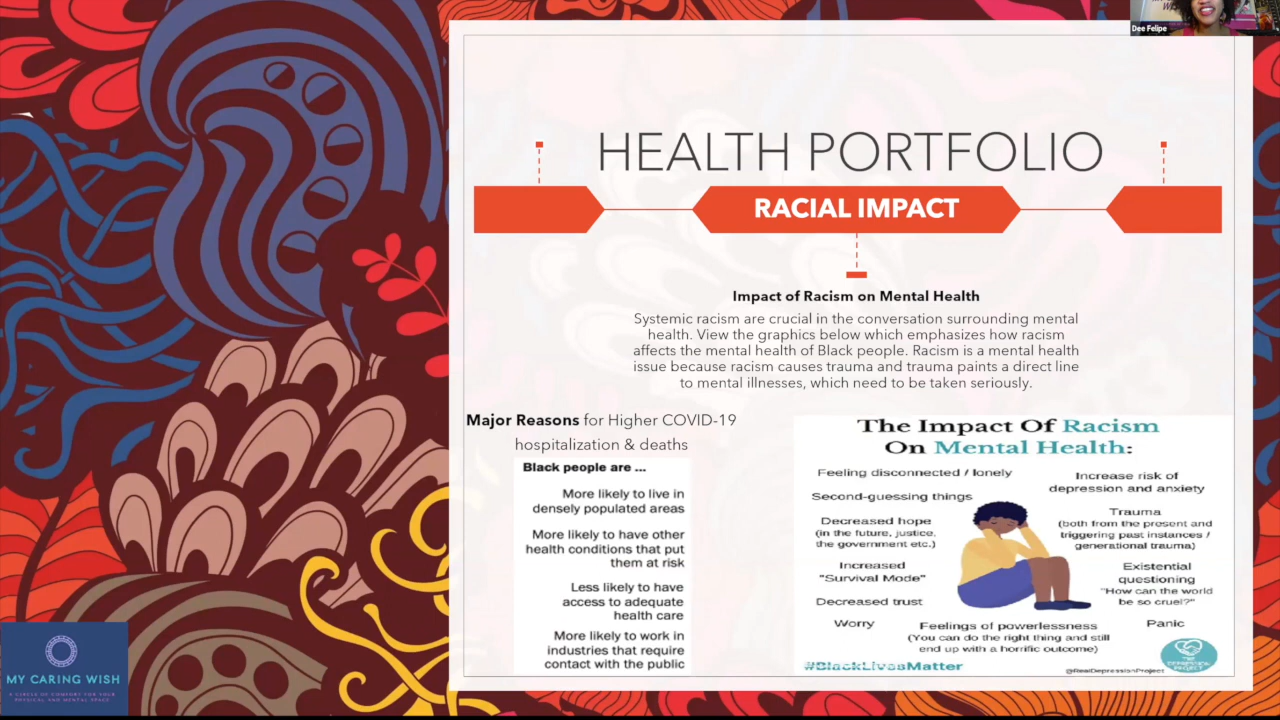 Dee Felipe
HEALTH PORTFOLIO
RACIAL IMPACT
Impact of Racism on Mental Health
Systemic racism are crucial in the conversation surrounding mental
health. View the graphics below which emphasizes how racism
affects the mental health of Black people. Racism is a mental health
issue because racism causes trauma and trauma paints a direct line
to mental illnesses, which need to be taken seriously.
Major Reasons for Higher COVID-19
hospitalization & deaths
Black people are ...
More likely to live in
densely populated areas
More likely to have other
health conditions that put
them at risk
Less likely to have
access to adequate
health care
More likely to work in
industries that require
contact with the public
The Impact Of Racism
On Mental Health:
Feeling disconnected / lonely
Second-guessing things
Decreased hope
(in the future, justice,
the government etc.)
Increased
"Survival Mode"
Decreased trust
Worry
Increase risk of
depression and anxiety
Trauma
(both from the present and
triggering past instances /
generational trauma)
Existential
questioning
"How can the world
be so cruel?"
Panic
Feelings of powerlessness
(You can do the right thing and still
end up with a horrific outcome)
#BlackLivesMatter
@RealDepressionProject
THE
DEPRESSION
PROJECT
MY CARING WISH
A CIRCLE OF COMFORT FOR YOUR
PHYSICAL AND MENTAL SPACE